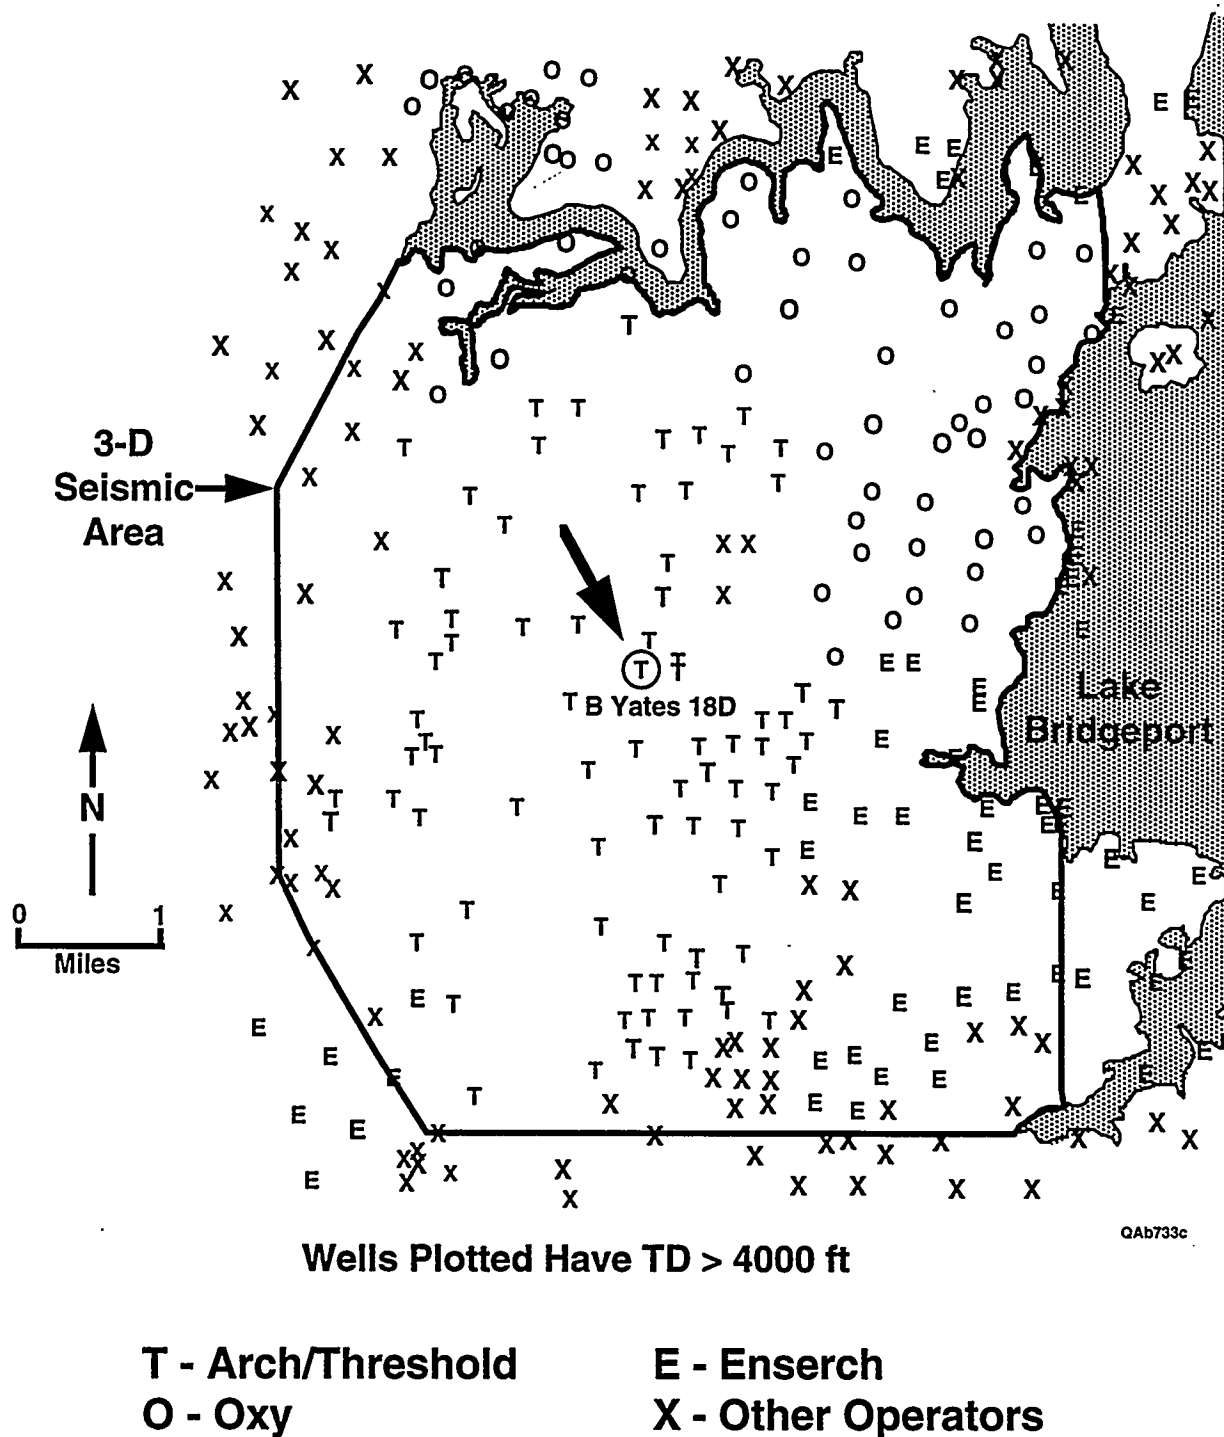 3-D
Seismic
Area
B Yates 18D
Lake
Bridgeport
N
0 1
Miles
QAb733c
Wells Plotted Have TD > 4000 ft
T - Arch/Threshold
E - Enserch
O - Oxy
X - Other Operators